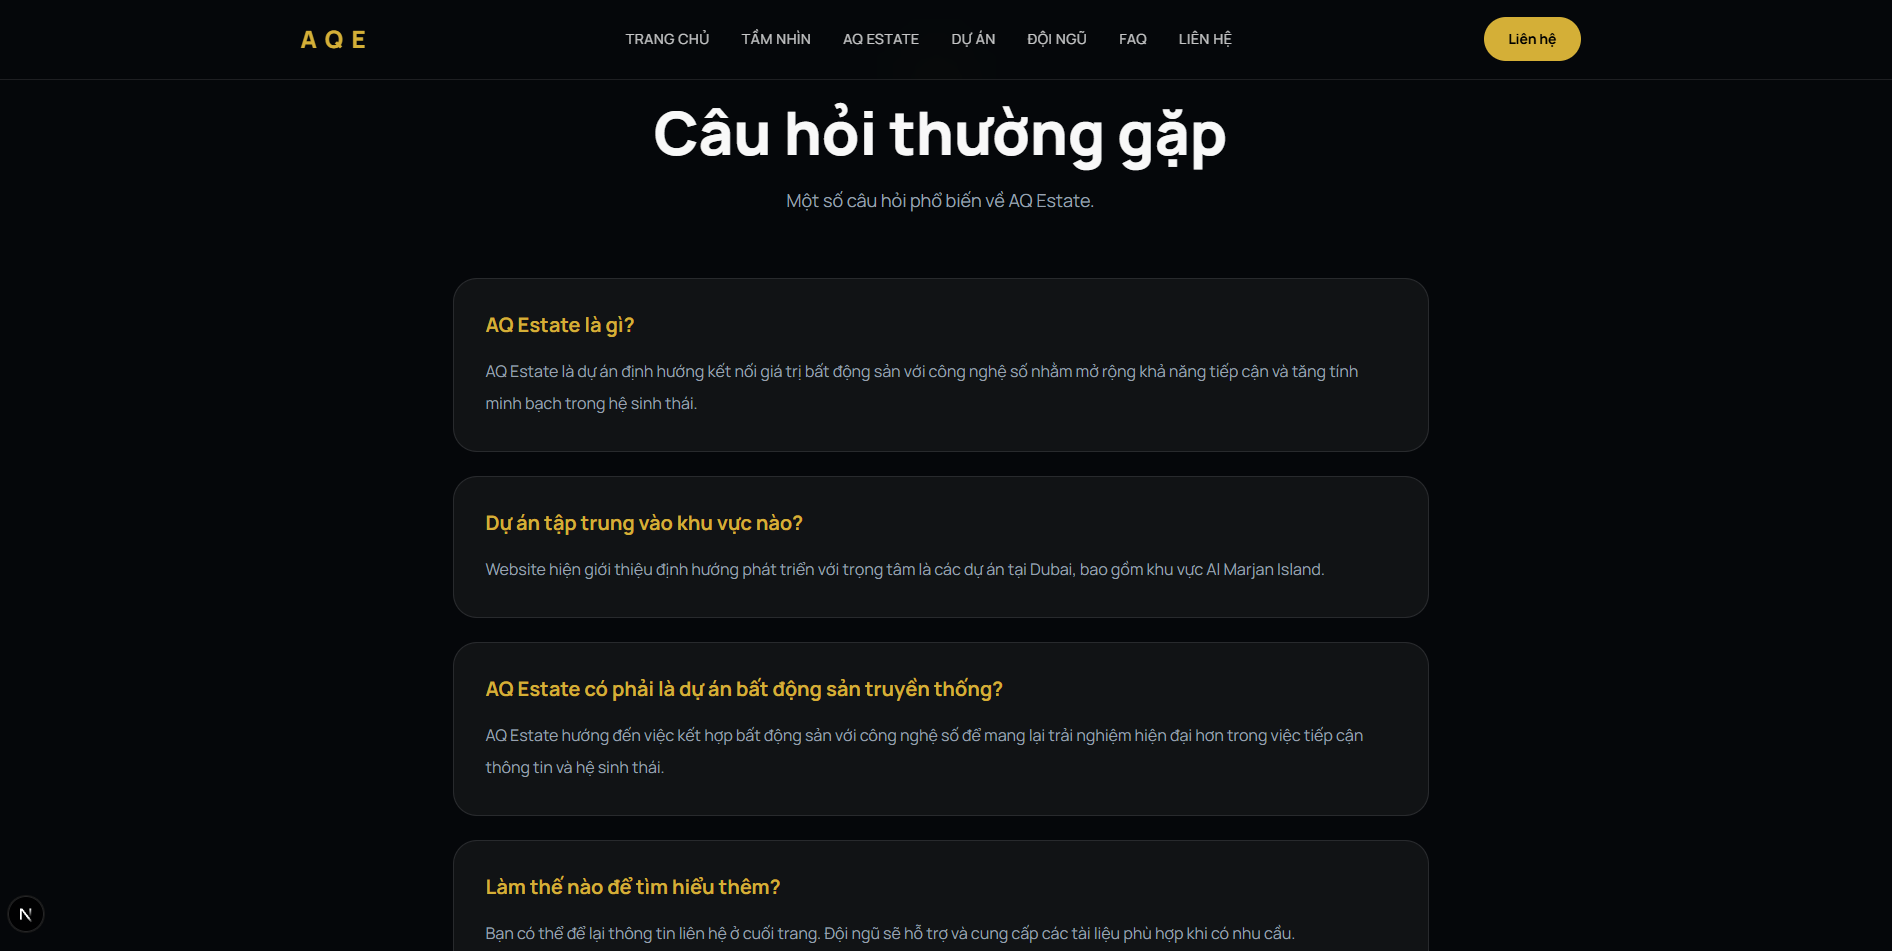 AQE
TRANG CHỦ TẦM NHÌN AQ ESTATE DỰ ÁN ĐỘI NGŨ FAQ LIÊN HỆ
Liên hệ
Câu hỏi thường gặp
Một số câu hỏi phổ biến về AQ Estate.
AQ Estate là gì?
AQ Estate là dự án định hướng kết nối giá trị bất động sản với công nghệ số nhằm mở rộng khả năng tiếp cận và tăng tính
minh bạch trong hệ sinh thái.
Dự án tập trung vào khu vực nào?
Website hiện giới thiệu định hướng phát triển với trọng tâm là các dự án tại Dubai, bao gồm khu vực Al Marjan Island.
AQ Estate có phải là dự án bất động sản truyền thống?
AQ Estate hướng đến việc kết hợp bất động sản với công nghệ số để mang lại trải nghiệm hiện đại hơn trong việc tiếp cận
thông tin và hệ sinh thái.
Làm thế nào để tìm hiểu thêm?
Bạn có thể để lại thông tin liên hệ ở cuối trang. Đội ngũ sẽ hỗ trợ và cung cấp các tài liệu phù hợp khi có nhu cầu.
N